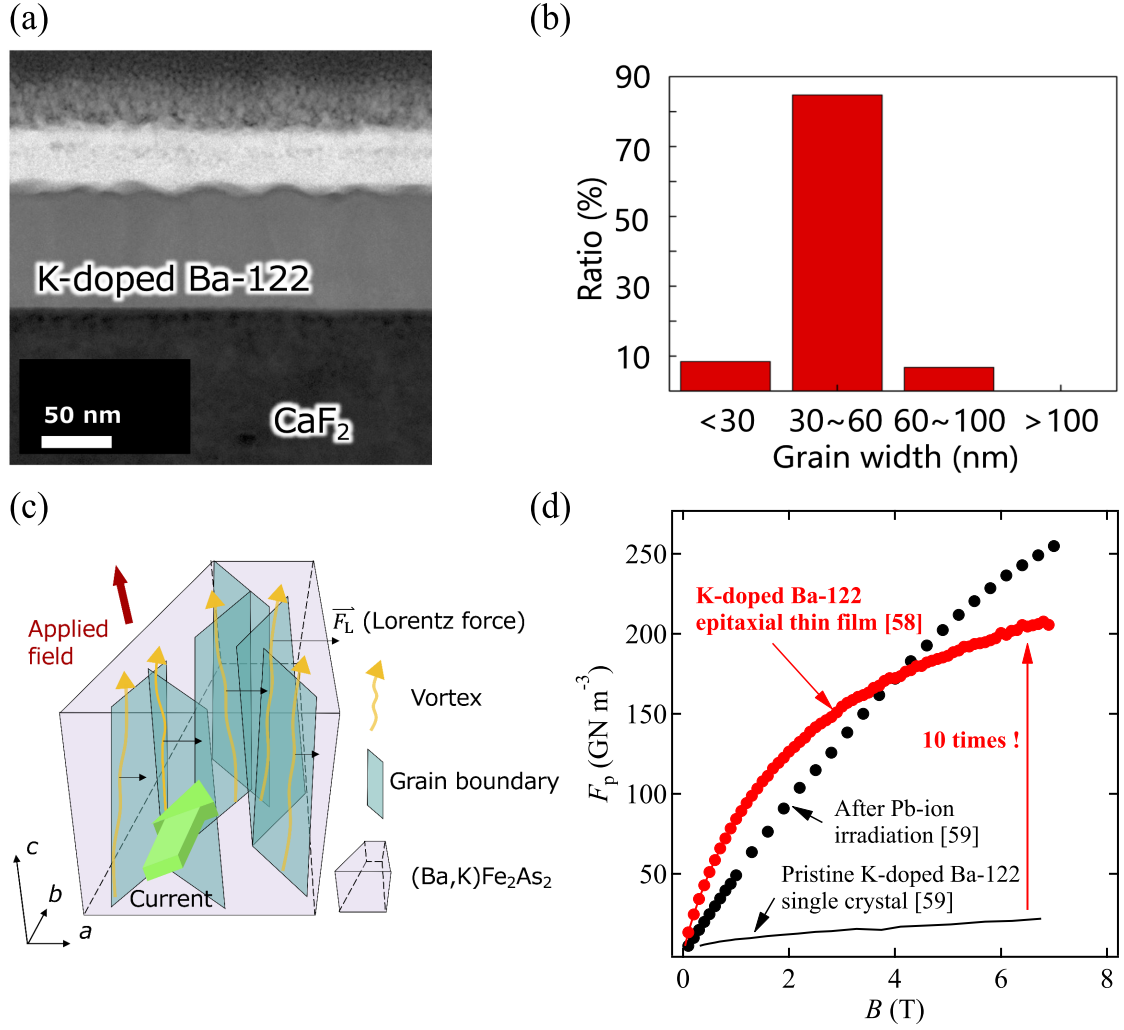 (a)
K-doped Ba-122
50 nm
CaF₂
(b)
90
70
50
30
10
Ratio (%)
<30 30~60 60~100 >100
Grain width (nm)
(c)
Applied
field
F_L (Lorentz force)
Vortex
Grain boundary
(Ba,K)Fe₂As₂
Current
c
b
a
(d)
250
200
150
100
50
Fₚ (GN m⁻³)
K-doped Ba-122
epitaxial thin film [58]
10 times !
After Pb-ion
irradiation [59]
Pristine K-doped Ba-122
single crystal [59]
0 2 4 6 8
B (T)